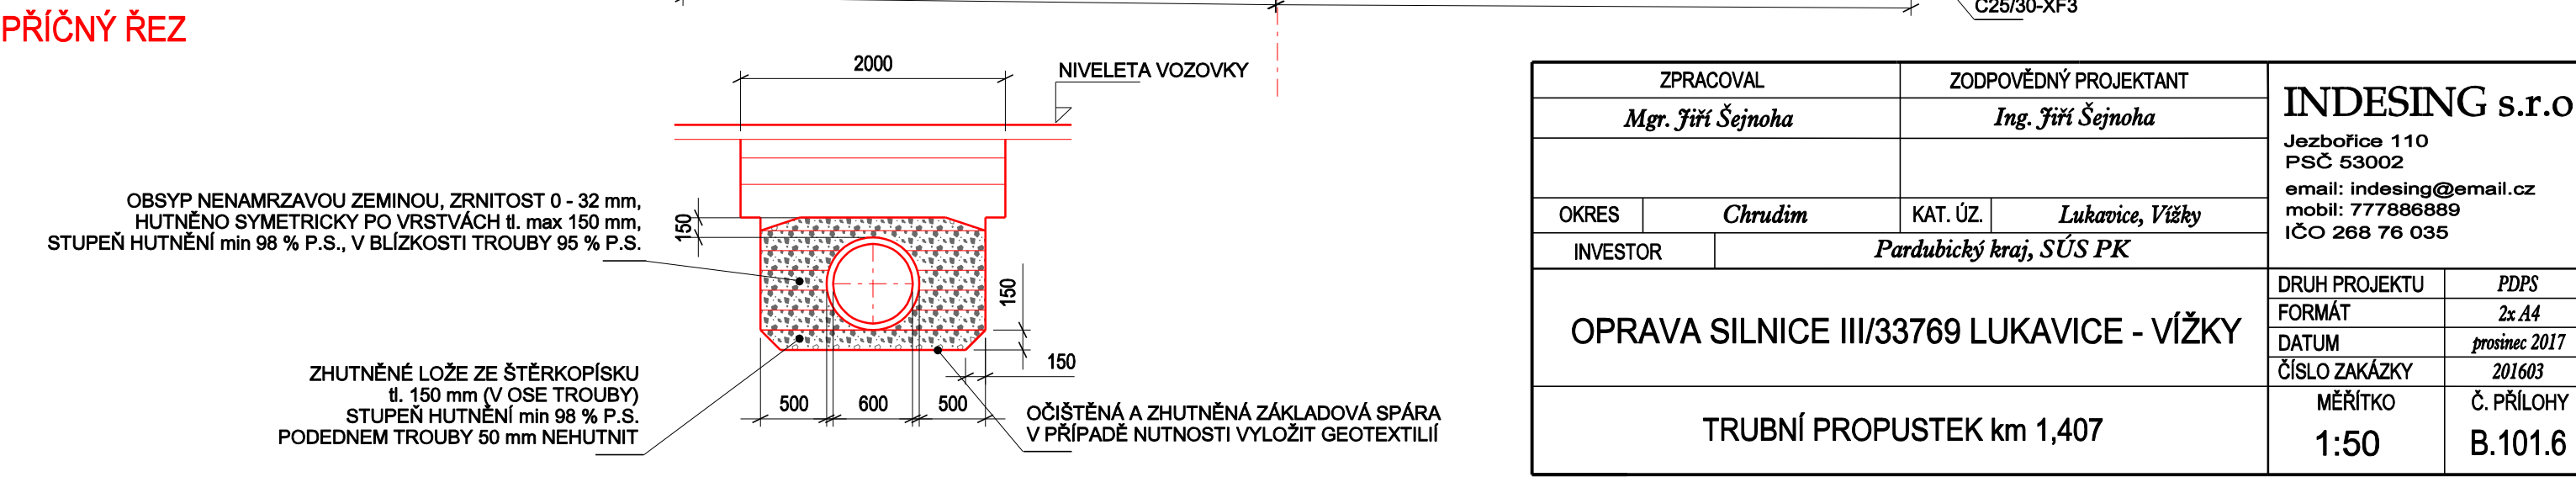 C25/30-XF3
PŘÍČNÝ ŘEZ
2000
NIVELETA VOZOVKY
OBSYP NENAMRZAVOU ZEMINOU, ZRNITOST 0 - 32 mm,
HUTNĚNO SYMETRICKY PO VRSTVÁCH tl. max 150 mm,
STUPEŇ HUTNĚNÍ min 98 % P.S., V BLÍZKOSTI TROUBY 95 % P.S.
150
150
150
ZHUTNĚNÉ LOŽE ZE ŠTĚRKOPÍSKU
tl. 150 mm (V OSE TROUBY)
STUPEŇ HUTNĚNÍ min 98 % P.S.
PODEDNEM TROUBY 50 mm NEHUTNIT
500
600
500
OČIŠTĚNÁ A ZHUTNĚNÁ ZÁKLADOVÁ SPÁRA
V PŘÍPADĚ NUTNOSTI VYLOŽIT GEOTEXTILIÍ
ZPRACOVAL
ZODPOVĚDNÝ PROJEKTANT
Mgr. Jiří Šejnoha
Ing. Jiří Šejnoha
OKRES
Chrudim
KAT. ÚZ.
Lukavice, Vížky
INVESTOR
Pardubický kraj, SÚS PK
INDESING s.r.o
Jezbořice 110
PSČ 53002
email: indesing@email.cz
mobil: 777886889
IČO 268 76 035
OPRAVA SILNICE III/33769 LUKAVICE - VÍŽKY
DRUH PROJEKTU
PDPS
FORMÁT
2x A4
DATUM
prosinec 2017
ČÍSLO ZAKÁZKY
201603
TRUBNÍ PROPUSTEK km 1,407
MĚŘÍTKO
1:50
Č. PŘÍLOHY
B.101.6